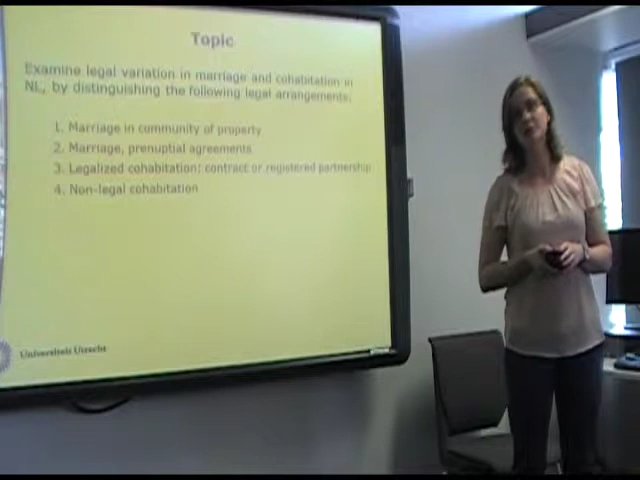 Topic
Examine legal variation in marriage and cohabitation in
NL, by distinguishing the following legal arrangements:
1. Marriage in community of property
2. Marriage, prenuptial agreements
3. Legalized cohabitation: contract or registered partnership
4. Non-legal cohabitation
Universiteit Utrecht